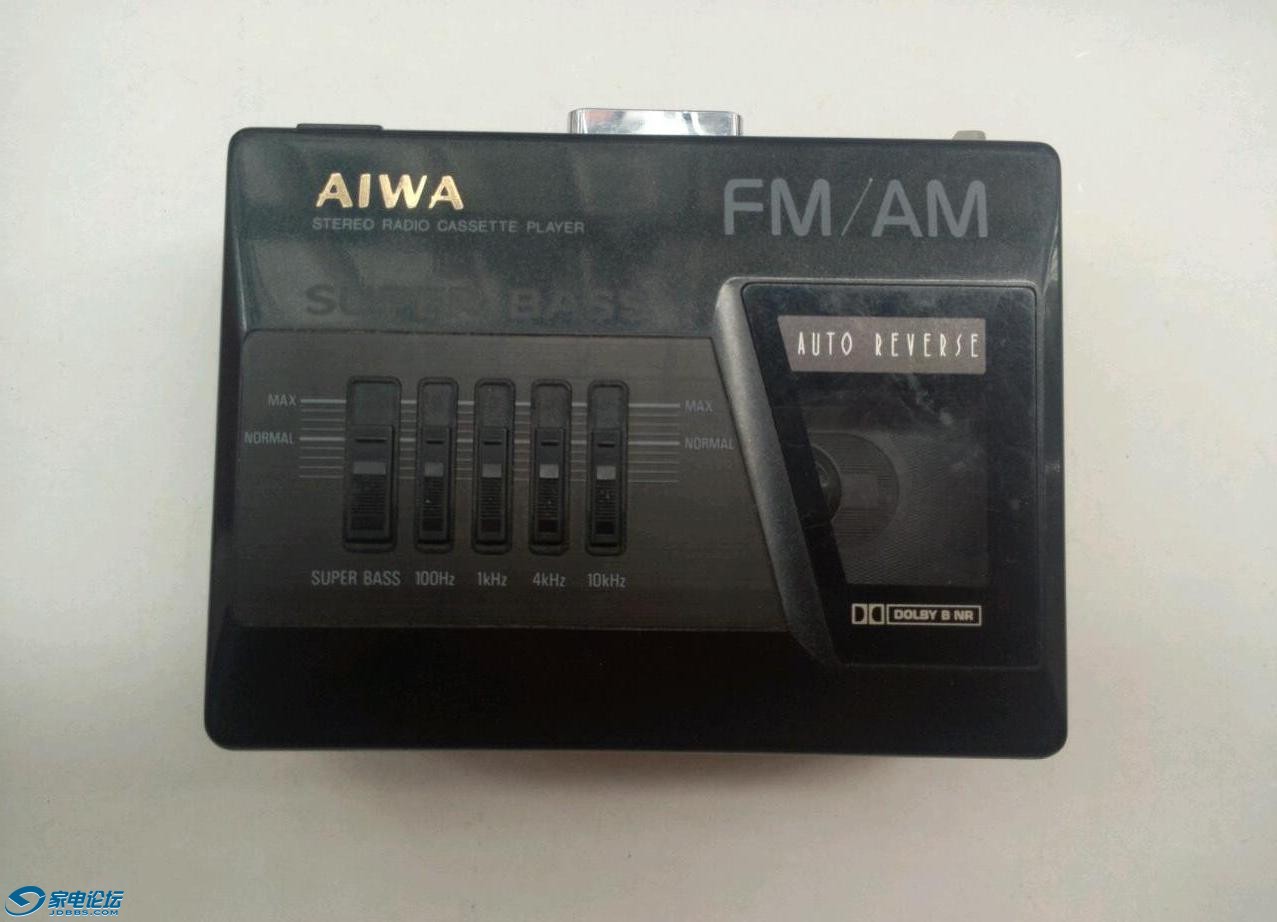 AIWA
STEREO RADIO CASSETTE PLAYER
FM/AM
SUPER BASS
AUTO REVERSE
MAX MAX
NORMAL NORMAL
SUPER BASS 100Hz 1kHz 4kHz 10kHz
DOLBY B NR
家电论坛
JDBBS.COM